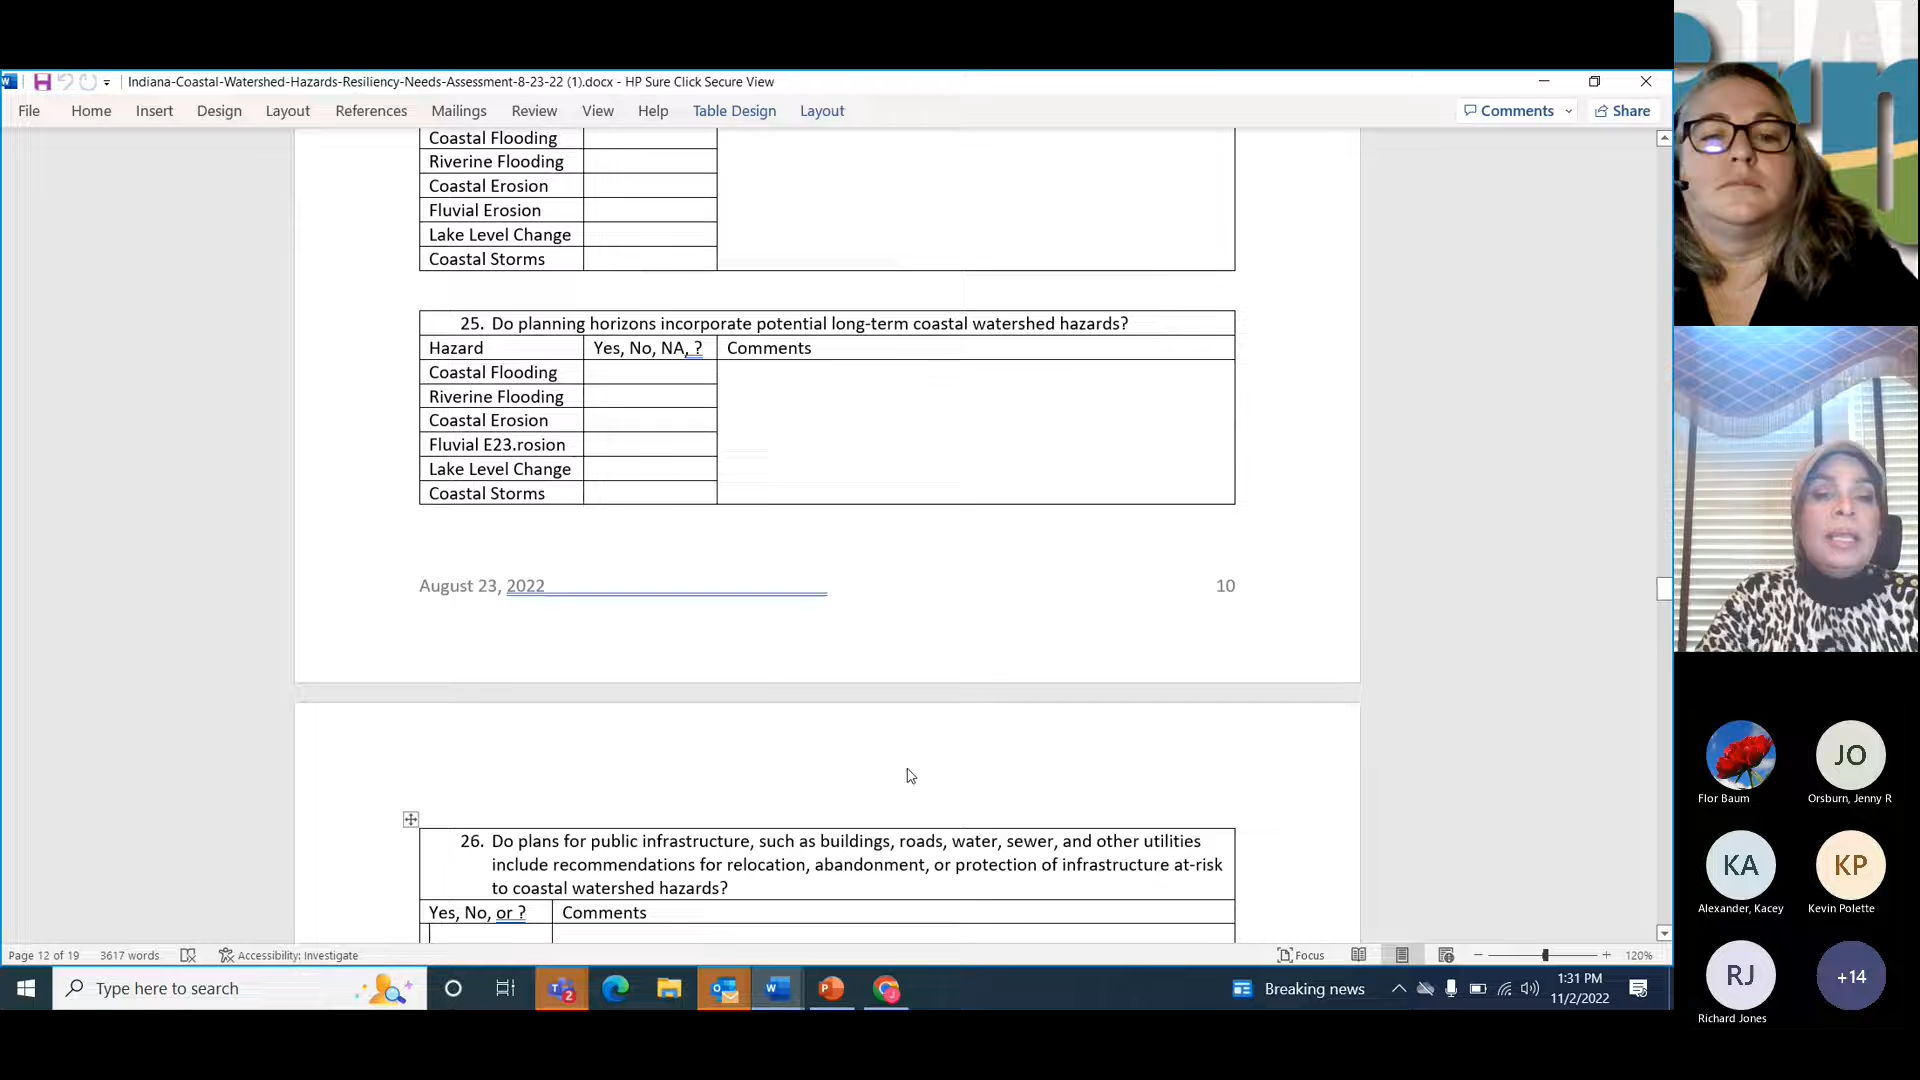 Indiana-Coastal-Watershed-Hazards-Resiliency-Needs-Assessment-8-23-22 (1).docx - HP Sure Click Secure View
File Home Insert Design Layout References Mailings Review View Help Table Design Layout Comments Share
Coastal Flooding
Riverine Flooding
Coastal Erosion
Fluvial Erosion
Lake Level Change
Coastal Storms
25. Do planning horizons incorporate potential long-term coastal watershed hazards?
Hazard Yes, No, NA, ? Comments
Coastal Flooding
Riverine Flooding
Coastal Erosion
Fluvial E23.rosion
Lake Level Change
Coastal Storms
August 23, 2022 10
26. Do plans for public infrastructure, such as buildings, roads, water, sewer, and other utilities
include recommendations for relocation, abandonment, or protection of infrastructure at-risk
to coastal watershed hazards?
Yes, No, or ? Comments
Page 12 of 19 3617 words Accessibility: Investigate Focus 120%
Type here to search
2
Breaking news
1:31 PM
11/2/2022
Flor Baum
JO
Orsburn, Jenny R
KA
Alexander, Kacey
KP
Kevin Polette
RJ
Richard Jones
+14